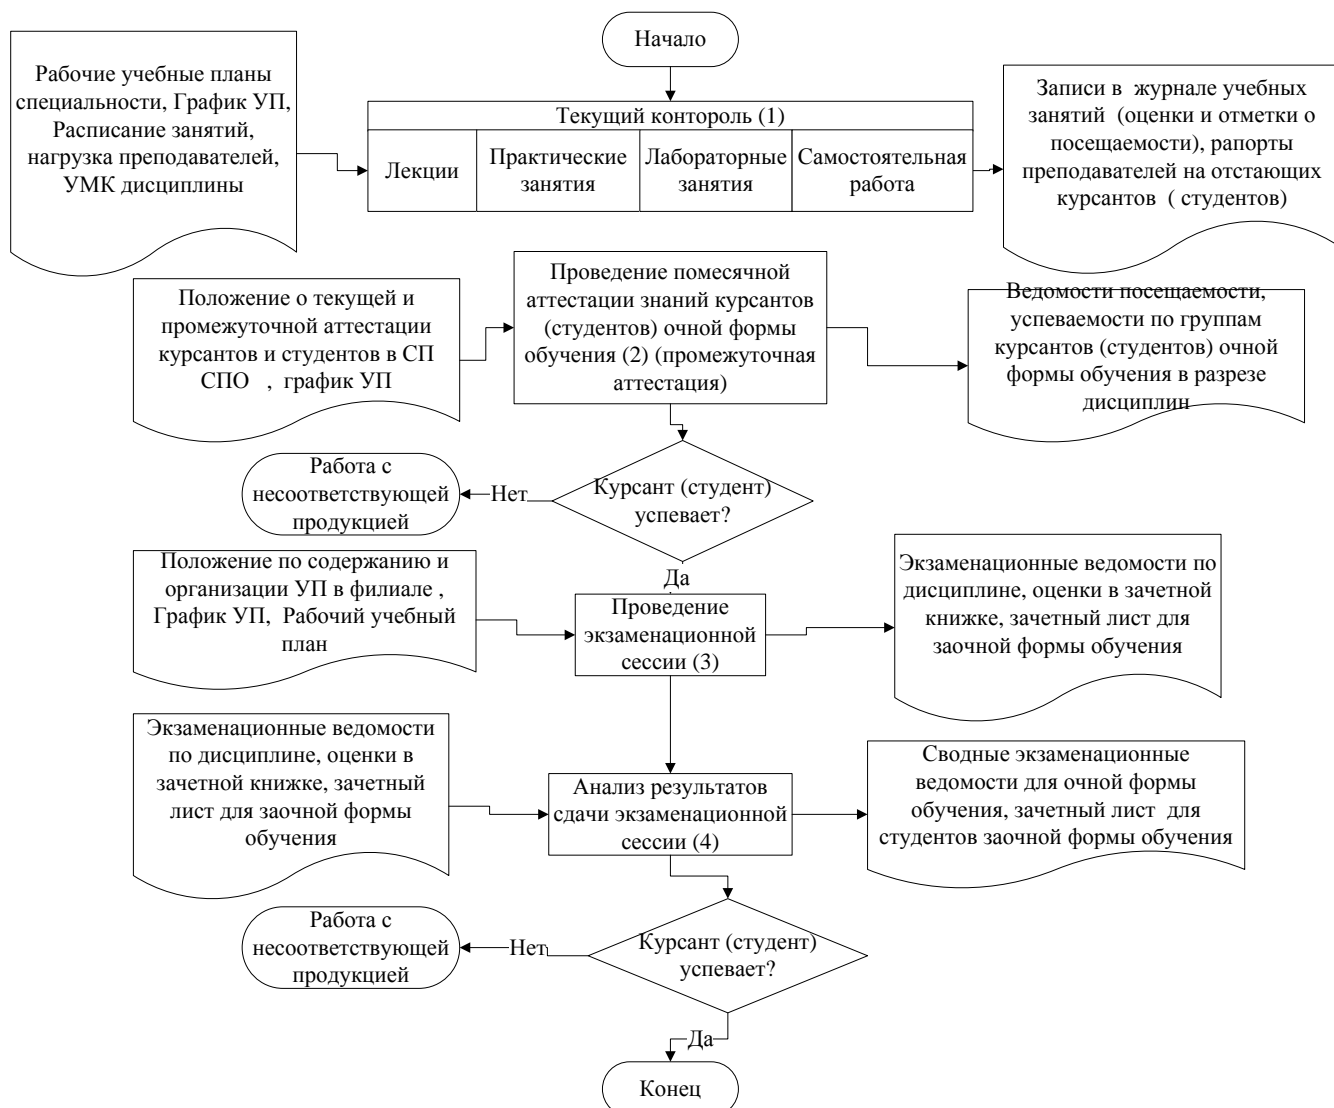 Начало
Рабочие учебные планы
специальности, График УП,
Расписание занятий,
нагрузка преподавателей,
УМК дисциплины
Текущий контороль (1)
Лекции
Практические
занятия
Лабораторные
занятия
Самостоятельная
работа
Записи в журнале учебных
занятий (оценки и отметки о
посещаемости), рапорты
преподавателей на отстающих
курсантов ( студентов)
Положение о текущей и
промежуточной аттестации
курсантов и студентов в СП
СПО , график УП
Проведение помесячной
аттестации знаний курсантов
(студентов) очной формы
обучения (2) (промежуточная
аттестация)
Ведомости посещаемости,
успеваемости по группам
курсантов (студентов) очной
формы обучения в разрезе
дисциплин
Работа с
несоответствующей
продукцией
Нет
Курсант (студент)
успевает?
Да
Положение по содержанию и
организации УП в филиале ,
График УП, Рабочий учебный
план
Проведение
экзаменационной
сессии (3)
Экзаменационные ведомости по
дисциплине, оценки в зачетной
книжке, зачетный лист для
заочной формы обучения
Экзаменационные ведомости
по дисциплине, оценки в
зачетной книжке, зачетный
лист для заочной формы
обучения
Анализ результатов
сдачи экзаменационной
сессии (4)
Сводные экзаменационные
ведомости для очной формы
обучения, зачетный лист для
студентов заочной формы обучения
Работа с
несоответствующей
продукцией
Нет
Курсант (студент)
успевает?
Да
Конец